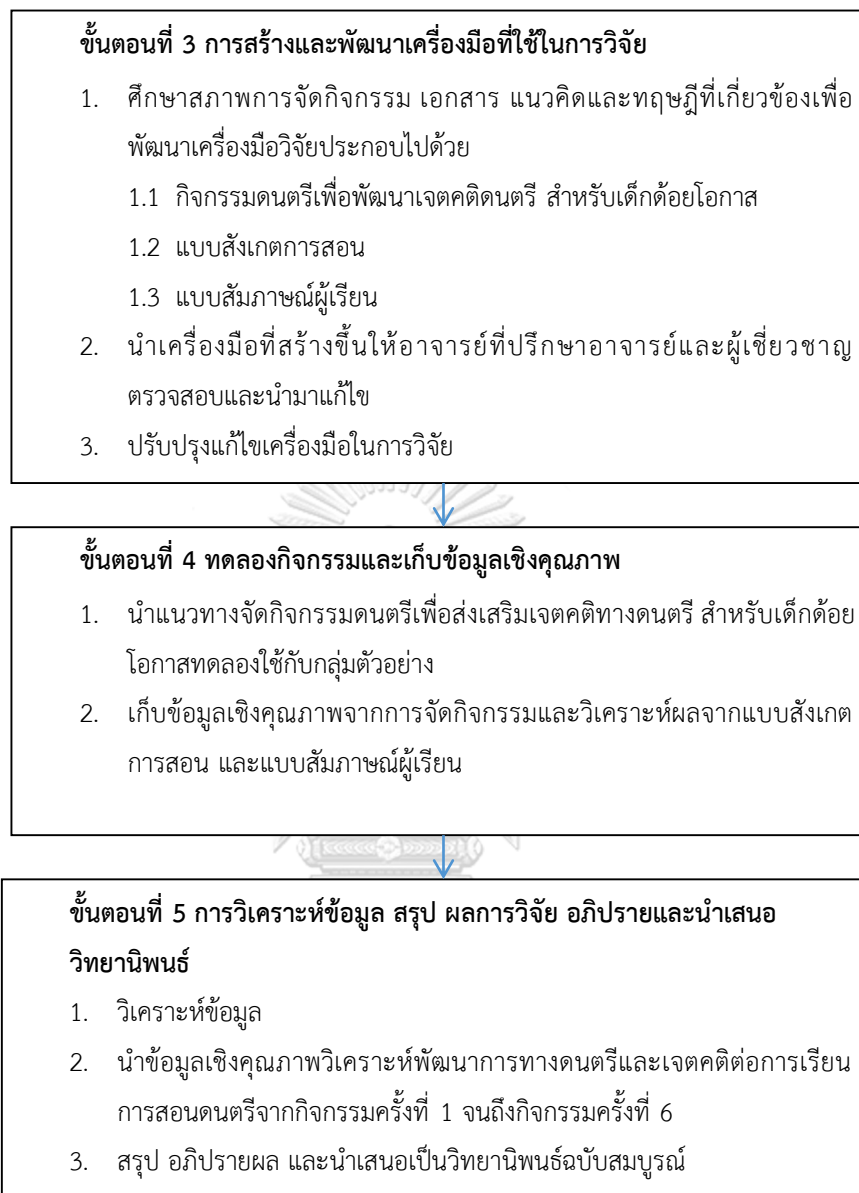 ขั้นตอนที่ 3 การสร้างและพัฒนาเครื่องมือที่ใช้ในการวิจัย
1. ศึกษาสภาพการจัดกิจกรรม เอกสาร แนวคิดและทฤษฎีที่เกี่ยวข้องเพื่อ
พัฒนาเครื่องมือวิจัยประกอบไปด้วย
1.1 กิจกรรมดนตรีเพื่อพัฒนาเจตคติดนตรี สำหรับเด็กด้อยโอกาส
1.2 แบบสังเกตการสอน
1.3 แบบสัมภาษณ์ผู้เรียน
2. นำเครื่องมือที่สร้างขึ้นให้อาจารย์ที่ปรึกษาอาจารย์และผู้เชี่ยวชาญ
ตรวจสอบและนำมาแก้ไข
3. ปรับปรุงแก้ไขเครื่องมือในการวิจัย
ขั้นตอนที่ 4 ทดลองกิจกรรมและเก็บข้อมูลเชิงคุณภาพ
1. นำแนวทางจัดกิจกรรมดนตรีเพื่อส่งเสริมเจตคติทางดนตรี สำหรับเด็กด้อย
โอกาสทดลองใช้กับกลุ่มตัวอย่าง
2. เก็บข้อมูลเชิงคุณภาพจากการจัดกิจกรรมและวิเคราะห์ผลจากแบบสังเกต
การสอน และแบบสัมภาษณ์ผู้เรียน
ขั้นตอนที่ 5 การวิเคราะห์ข้อมูล สรุป ผลการวิจัย อภิปรายและนำเสนอ
วิทยานิพนธ์
1. วิเคราะห์ข้อมูล
2. นำข้อมูลเชิงคุณภาพวิเคราะห์พัฒนาการทางดนตรีและเจตคติต่อการเรียน
การสอนดนตรีจากกิจกรรมครั้งที่ 1 จนถึงกิจกรรมครั้งที่ 6
3. สรุป อภิปรายผล และนำเสนอเป็นวิทยานิพนธ์ฉบับสมบูรณ์